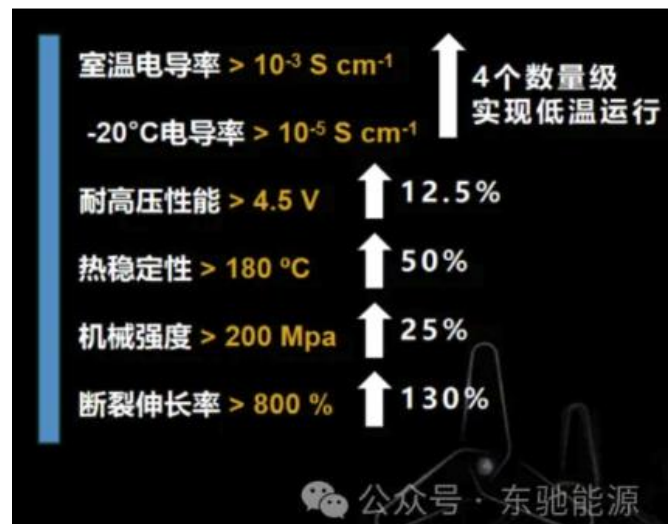 室温电导率 > 10⁻³ S cm⁻¹
4个数量级
实现低温运行
-20°C电导率 > 10⁻⁵ S cm⁻¹
耐高压性能 > 4.5 V 12.5%
热稳定性 > 180 ºC 50%
机械强度 > 200 Mpa 25%
断裂伸长率 > 800 % 130%
公众号 · 东驰能源